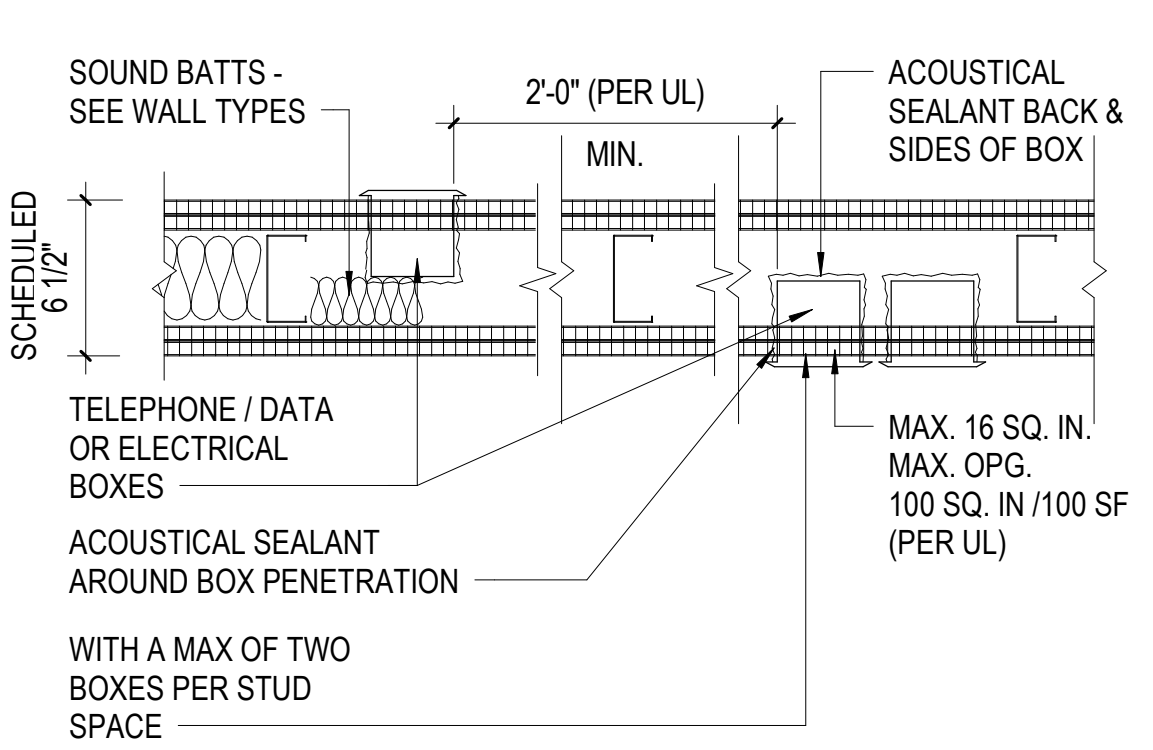 SOUND BATTS -
SEE WALL TYPES
2'-0" (PER UL)
MIN.
ACOUSTICAL
SEALANT BACK &
SIDES OF BOX
SCHEDULED
6 1/2"
TELEPHONE / DATA
OR ELECTRICAL
BOXES
MAX. 16 SQ. IN.
MAX. OPG.
100 SQ. IN /100 SF
(PER UL)
ACOUSTICAL SEALANT
AROUND BOX PENETRATION
WITH A MAX OF TWO
BOXES PER STUD
SPACE